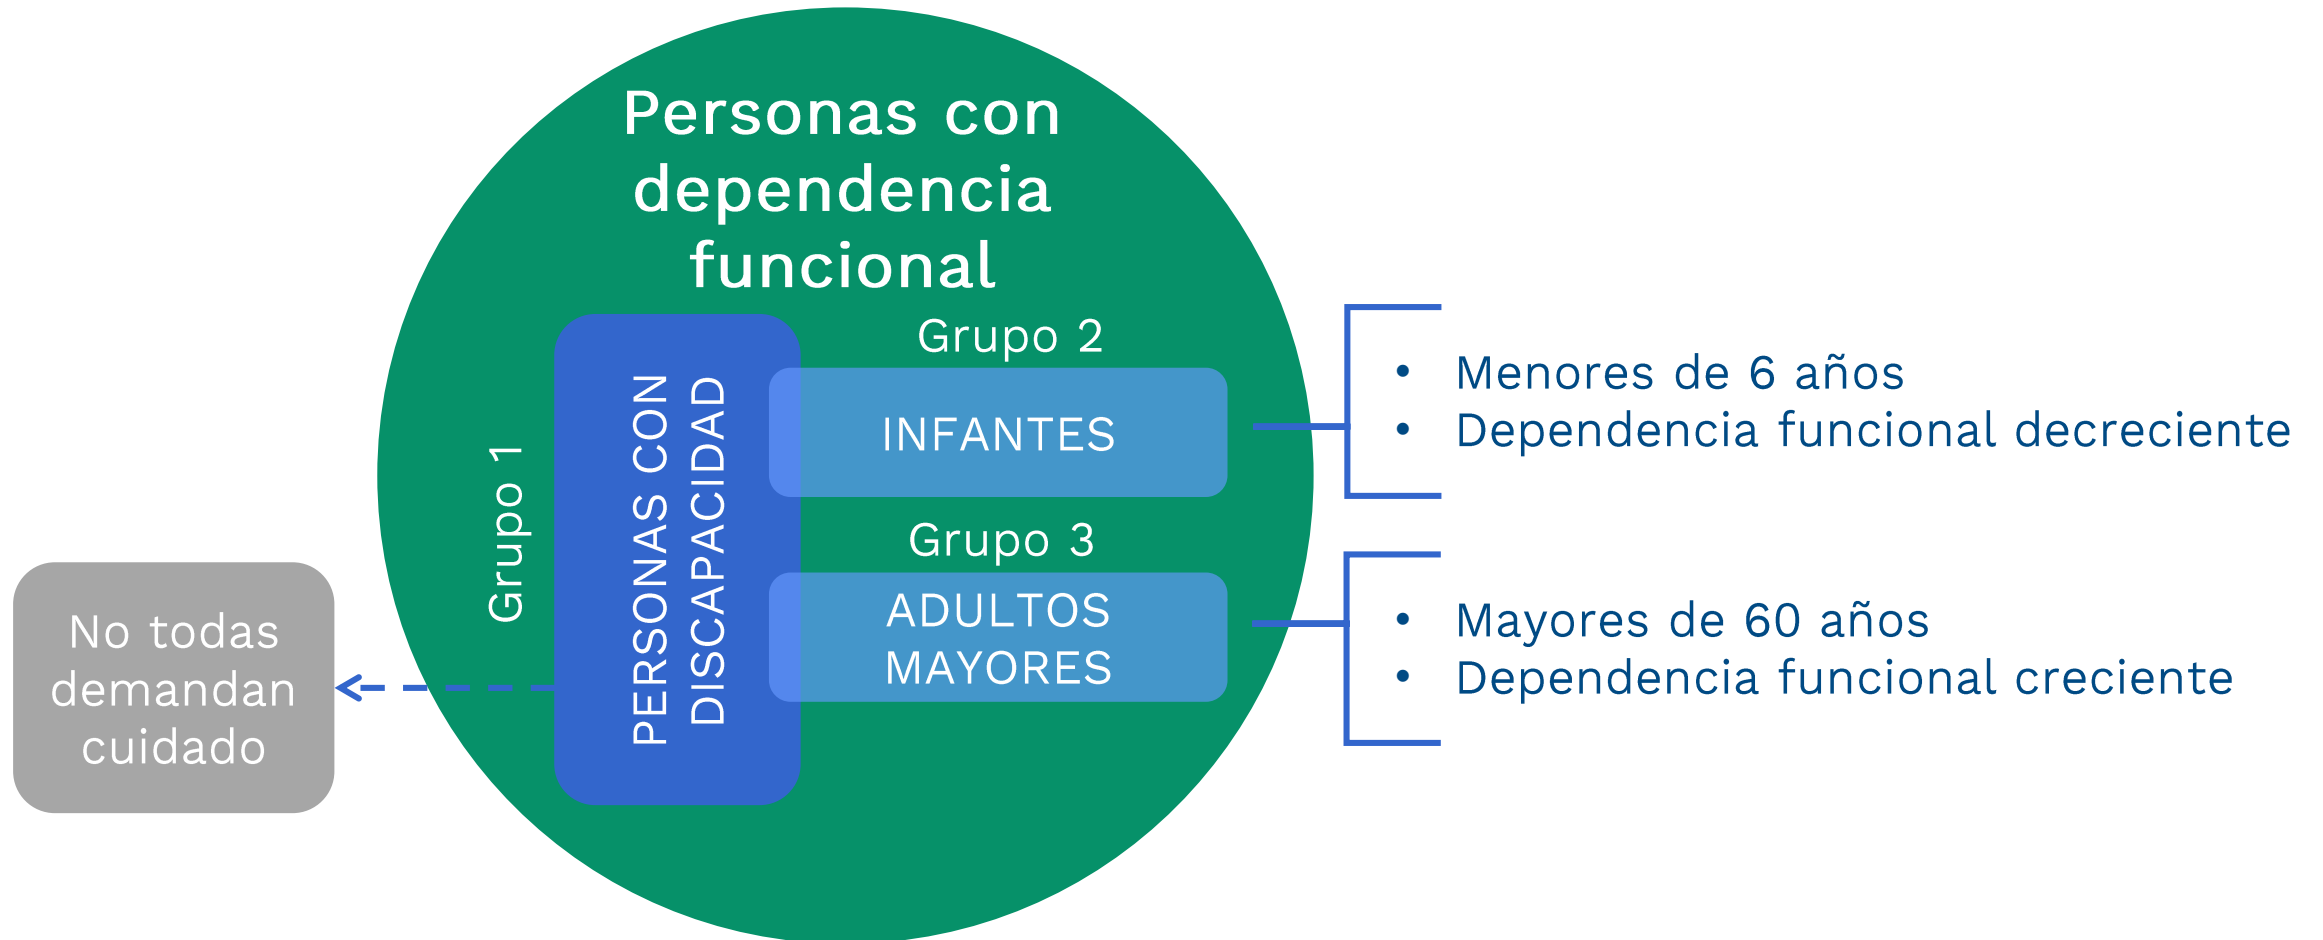 Personas con
dependencia
funcional
Grupo 1
PERSONAS CON
DISCAPACIDAD
Grupo 2
INFANTES
Grupo 3
ADULTOS
MAYORES
• Menores de 6 años
• Dependencia funcional decreciente
• Mayores de 60 años
• Dependencia funcional creciente
No todas
demandan
cuidado